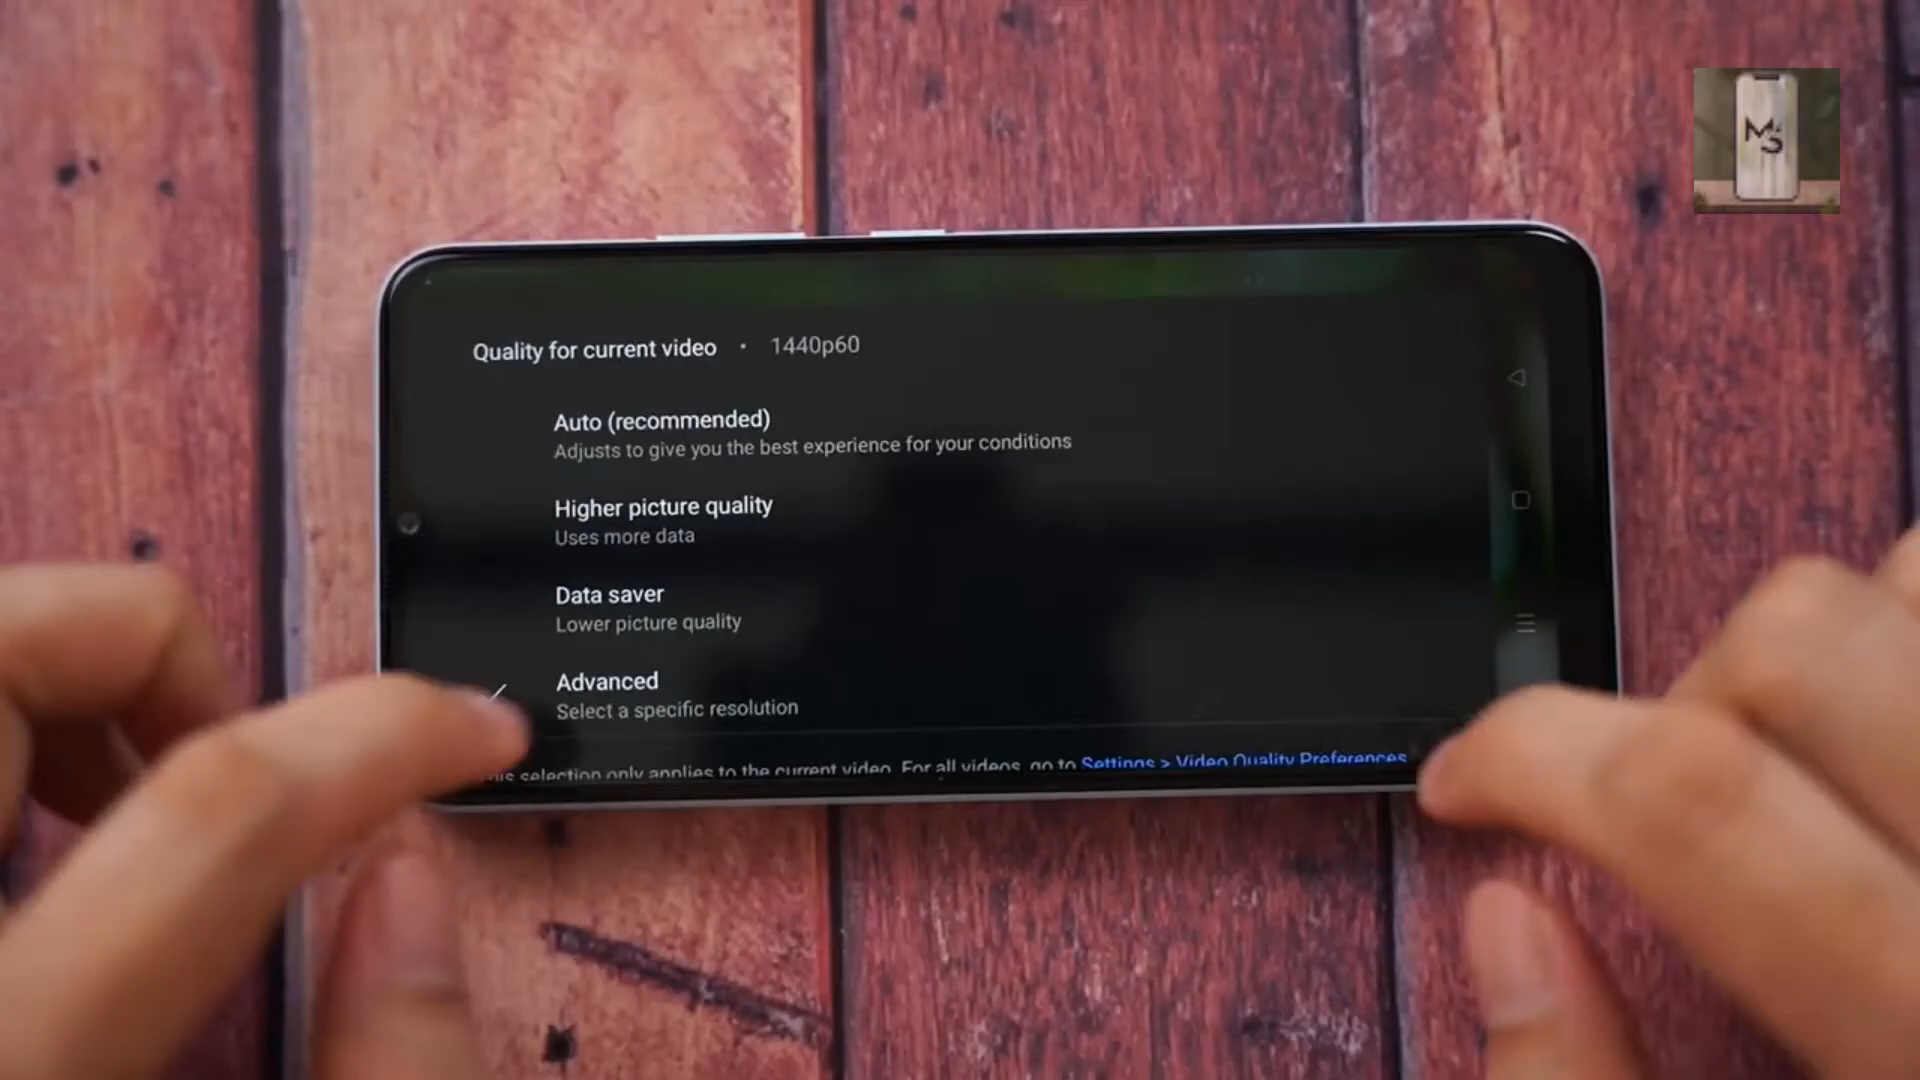 MS
Quality for current video • 1440p60
Auto (recommended)
Adjusts to give you the best experience for your conditions
Higher picture quality
Uses more data
Data saver
Lower picture quality
Advanced
Select a specific resolution
selection only applies to the current video. For all videos, go to Settings > Video Quality Preferences